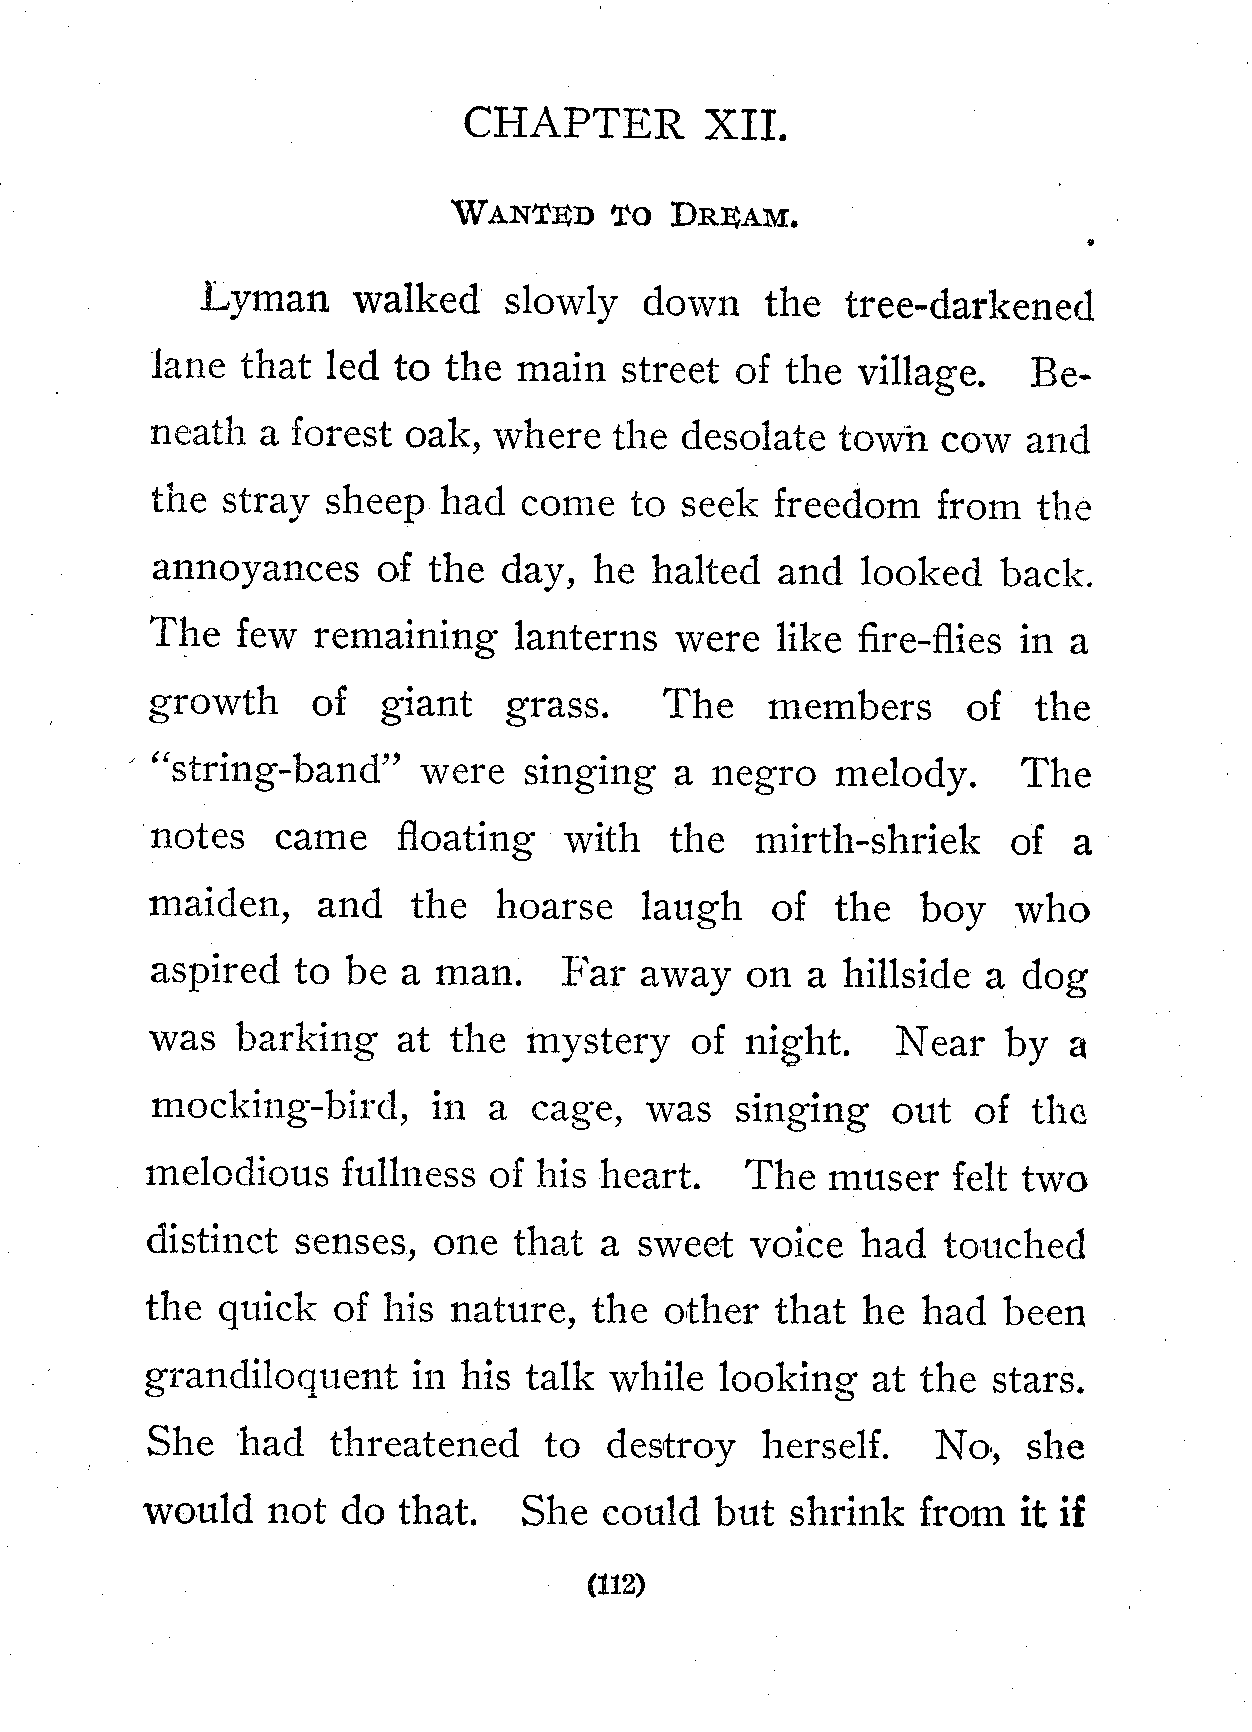 CHAPTER XII.
WANTED TO DREAM.
Lyman walked slowly down the tree-darkened
lane that led to the main street of the village. Be-
neath a forest oak, where the desolate town cow and
the stray sheep had come to seek freedom from the
annoyances of the day, he halted and looked back.
The few remaining lanterns were like fire-flies in a
growth of giant grass. The members of the
"string-band" were singing a negro melody. The
notes came floating with the mirth-shriek of a
maiden, and the hoarse laugh of the boy who
aspired to be a man. Far away on a hillside a dog
was barking at the mystery of night. Near by a
mocking-bird, in a cage, was singing out of the
melodious fullness of his heart. The muser felt two
distinct senses, one that a sweet voice had touched
the quick of his nature, the other that he had been
grandiloquent in his talk while looking at the stars.
She had threatened to destroy herself. No, she
would not do that. She could but shrink from it if
(112)